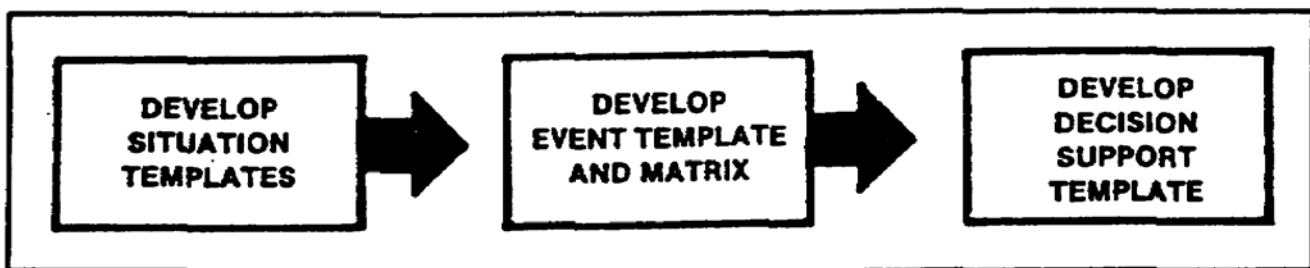 DEVELOP
SITUATION
TEMPLATES
DEVELOP
EVENT TEMPLATE
AND MATRIX
DEVELOP
DECISION
SUPPORT
TEMPLATE